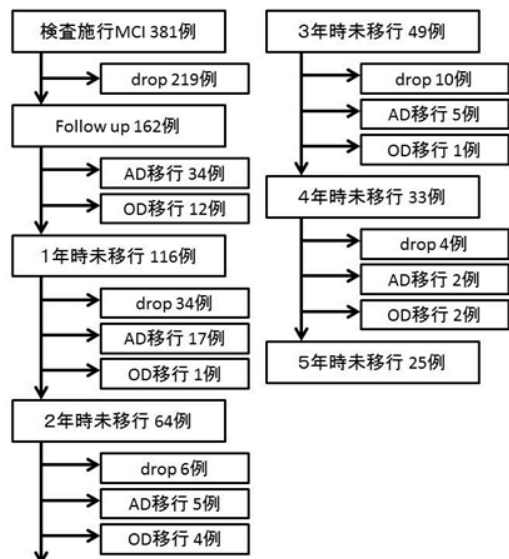 検査施行MCI 381例
drop 219例
Follow up 162例
AD移行 34例
OD移行 12例
1年時未移行 116例
drop 34例
AD移行 17例
OD移行 1例
2年時未移行 64例
drop 6例
AD移行 5例
OD移行 4例
3年時未移行 49例
drop 10例
AD移行 5例
OD移行 1例
4年時未移行 33例
drop 4例
AD移行 2例
OD移行 2例
5年時未移行 25例